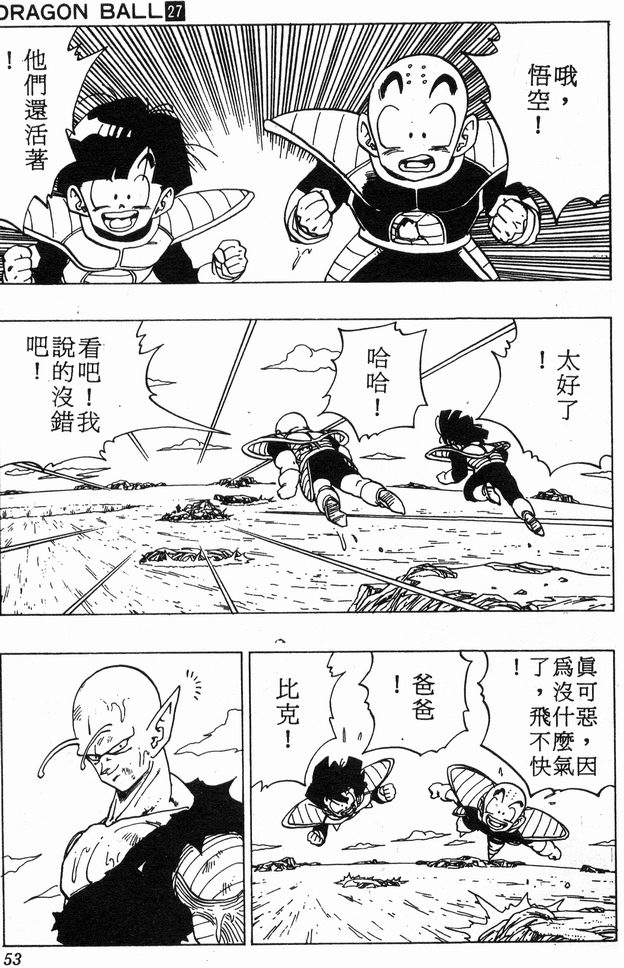 DRAGON BALL 27
哦，
悟空！
他們還活著
！
太好了
！
哈哈！
看吧！我
說的沒錯
吧！
眞可惡，因
爲沒什麼氣
了，飛不快
！
爸爸
！
比克！
53